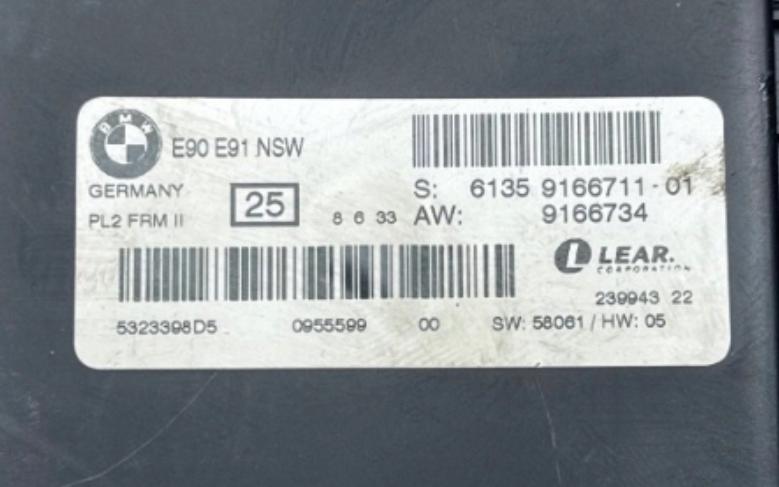 BMW
E90 E91 NSW
GERMANY
PL2 FRM II
25
8 6 33
S: 6135 9166711-01
AW: 9166734
LEAR.
CORPORATION
239943 22
5323398D5 0955599 00 SW: 58061 / HW: 05